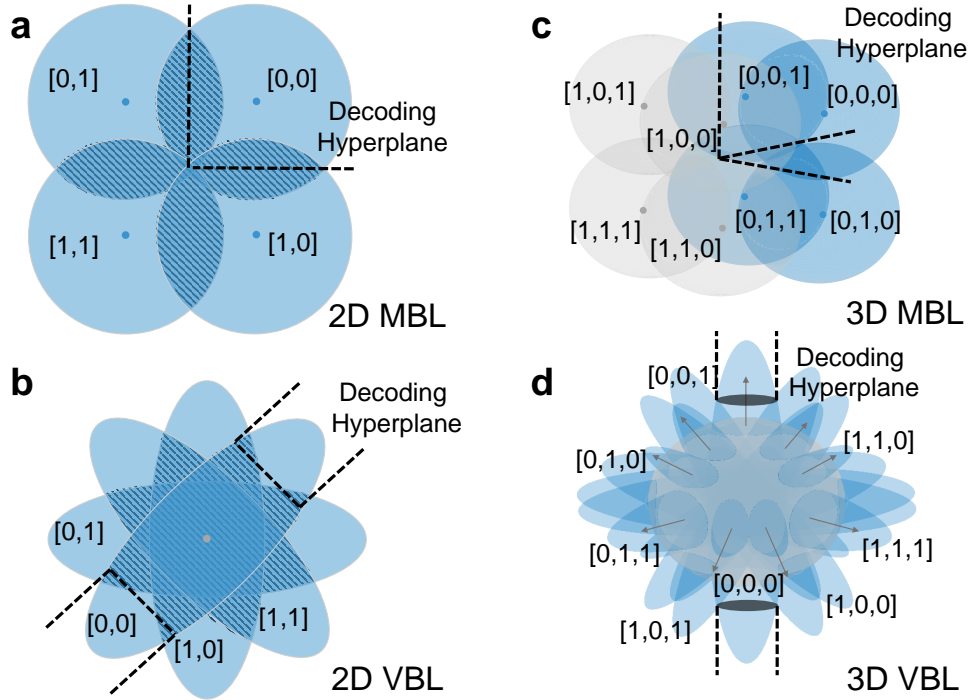 a
[0,1]
[0,0]
Decoding
Hyperplane
[1,1]
[1,0]
2D MBL
b
Decoding
Hyperplane
[0,1]
[0,0]
[1,0]
[1,1]
2D VBL
c
Decoding
Hyperplane
[0,0,1]
[1,0,1]
[0,0,0]
[1,0,0]
[0,1,1]
[0,1,0]
[1,1,1]
[1,1,0]
3D MBL
d
Decoding
Hyperplane
[0,0,1]
[1,1,0]
[0,1,0]
[0,1,1]
[1,1,1]
[0,0,0]
[1,0,0]
[1,0,1]
3D VBL